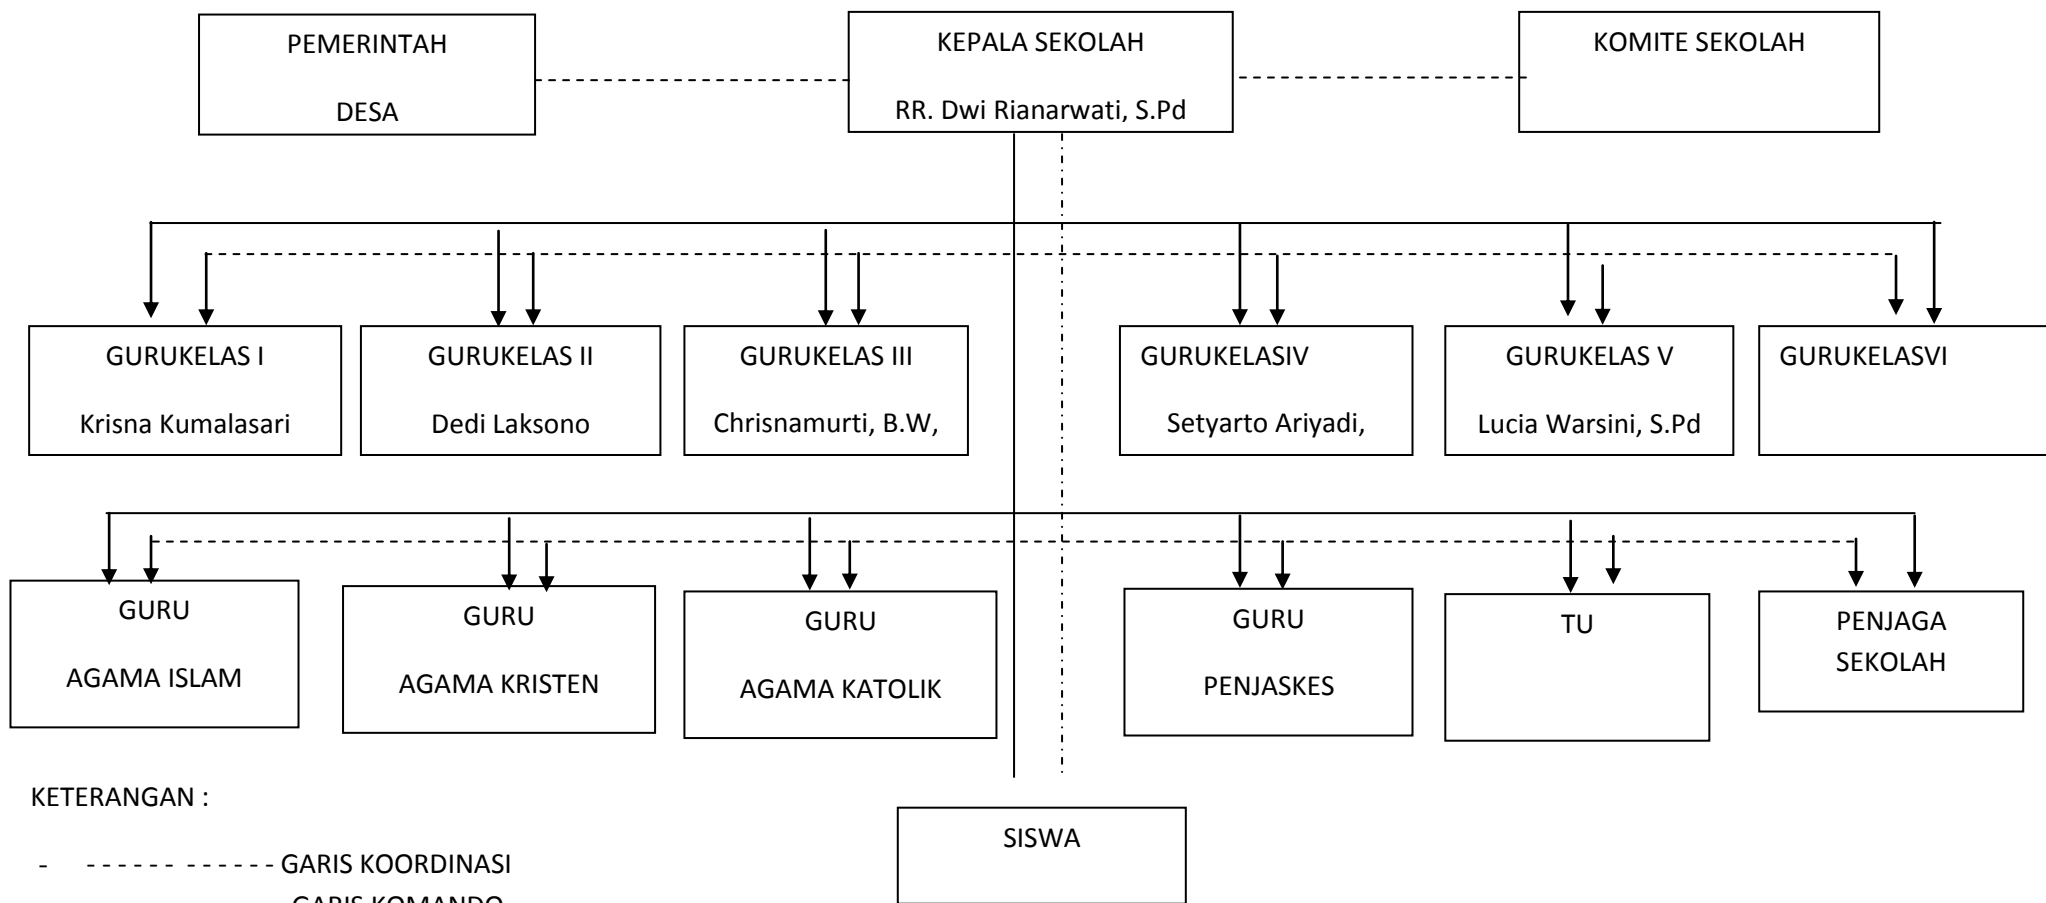 PEMERINTAH
DESA
KEPALA SEKOLAH
RR. Dwi Rianarwati, S.Pd
KOMITE SEKOLAH
GURUKELAS I
Krisna Kumalasari
GURUKELAS II
Dedi Laksono
GURUKELAS III
Chrisnamurti, B.W,
GURUKELASIV
Setyarto Ariyadi,
GURUKELAS V
Lucia Warsini, S.Pd
GURUKELASVI
GURU
AGAMA ISLAM
GURU
AGAMA KRISTEN
GURU
AGAMA KATOLIK
GURU
PENJASKES
TU
PENJAGA
SEKOLAH
SISWA
KETERANGAN :
- - - - - - - - - - - - - - GARIS KOORDINASI
GARIS KOMANDO